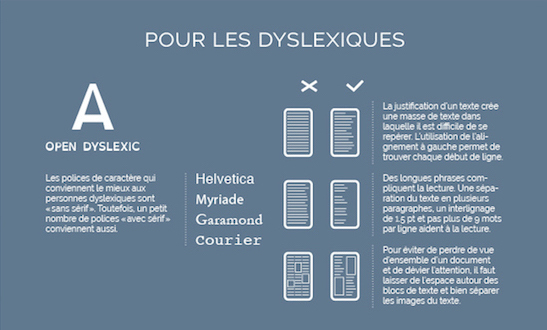 POUR LES DYSLEXIQUES
A
OPEN DYSLEXIC
Les polices de caractère qui
conviennent le mieux aux
personnes dyslexiques sont
«sans sérif». Toutefois, un petit
nombre de polices «avec sérif»
conviennent aussi.
Helvetica
Myriade
Garamond
Courier
La justification d'un texte crée
une masse de texte dans
laquelle il est difficile de se
repérer. L'utilisation de l'ali-
gnement à gauche permet de
trouver chaque début de ligne.
Des longues phrases com-
pliquent la lecture. Une sépa-
ration du texte en plusieurs
paragraphes, un interlignage
de 1,5 pt et pas plus de 9 mots
par ligne aident à la lecture.
Pour éviter de perdre de vue
d'ensemble d'un document
et de dévier l'attention, il faut
laisser de l'espace autour des
blocs de texte et bien séparer
les images du texte.